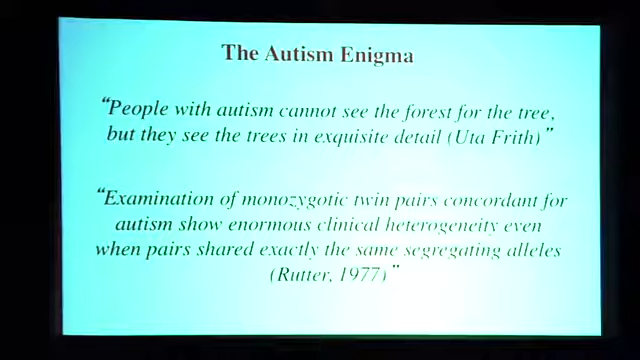 The Autism Enigma
“People with autism cannot see the forest for the tree,
but they see the trees in exquisite detail (Uta Frith)”
“Examination of monozygotic twin pairs concordant for
autism show enormous clinical heterogeneity even
when pairs shared exactly the same segregating alleles
(Rutter, 1977)”